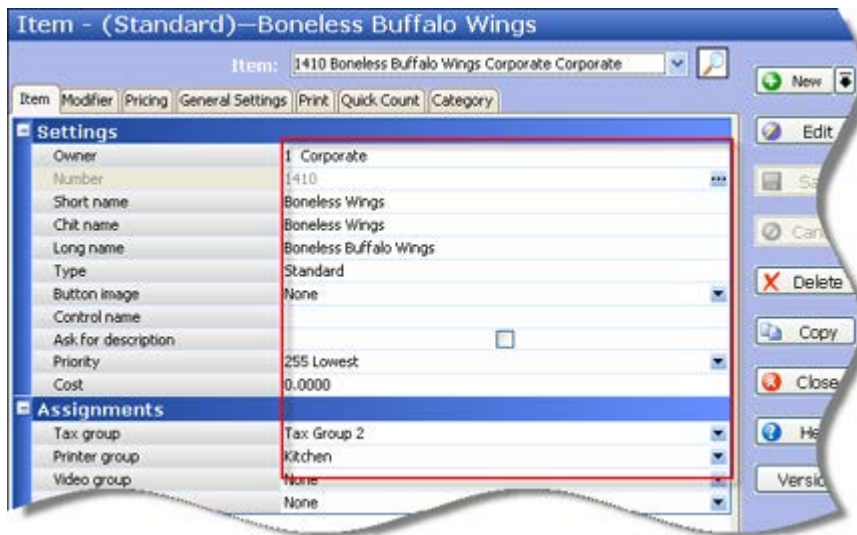 Item - (Standard)—Boneless Buffalo Wings
Item: 1410 Boneless Buffalo Wings Corporate Corporate
Item Modifier Pricing General Settings Print Quick Count Category
Settings
Owner 1 Corporate
Number 1410
Short name Boneless Wings
Chit name Boneless Wings
Long name Boneless Buffalo Wings
Type Standard
Button image None
Control name
Ask for description
Priority 255 Lowest
Cost 0.0000
Assignments
Tax group Tax Group 2
Printer group Kitchen
Video group None
None
New
Edit
Delete
Copy
Close